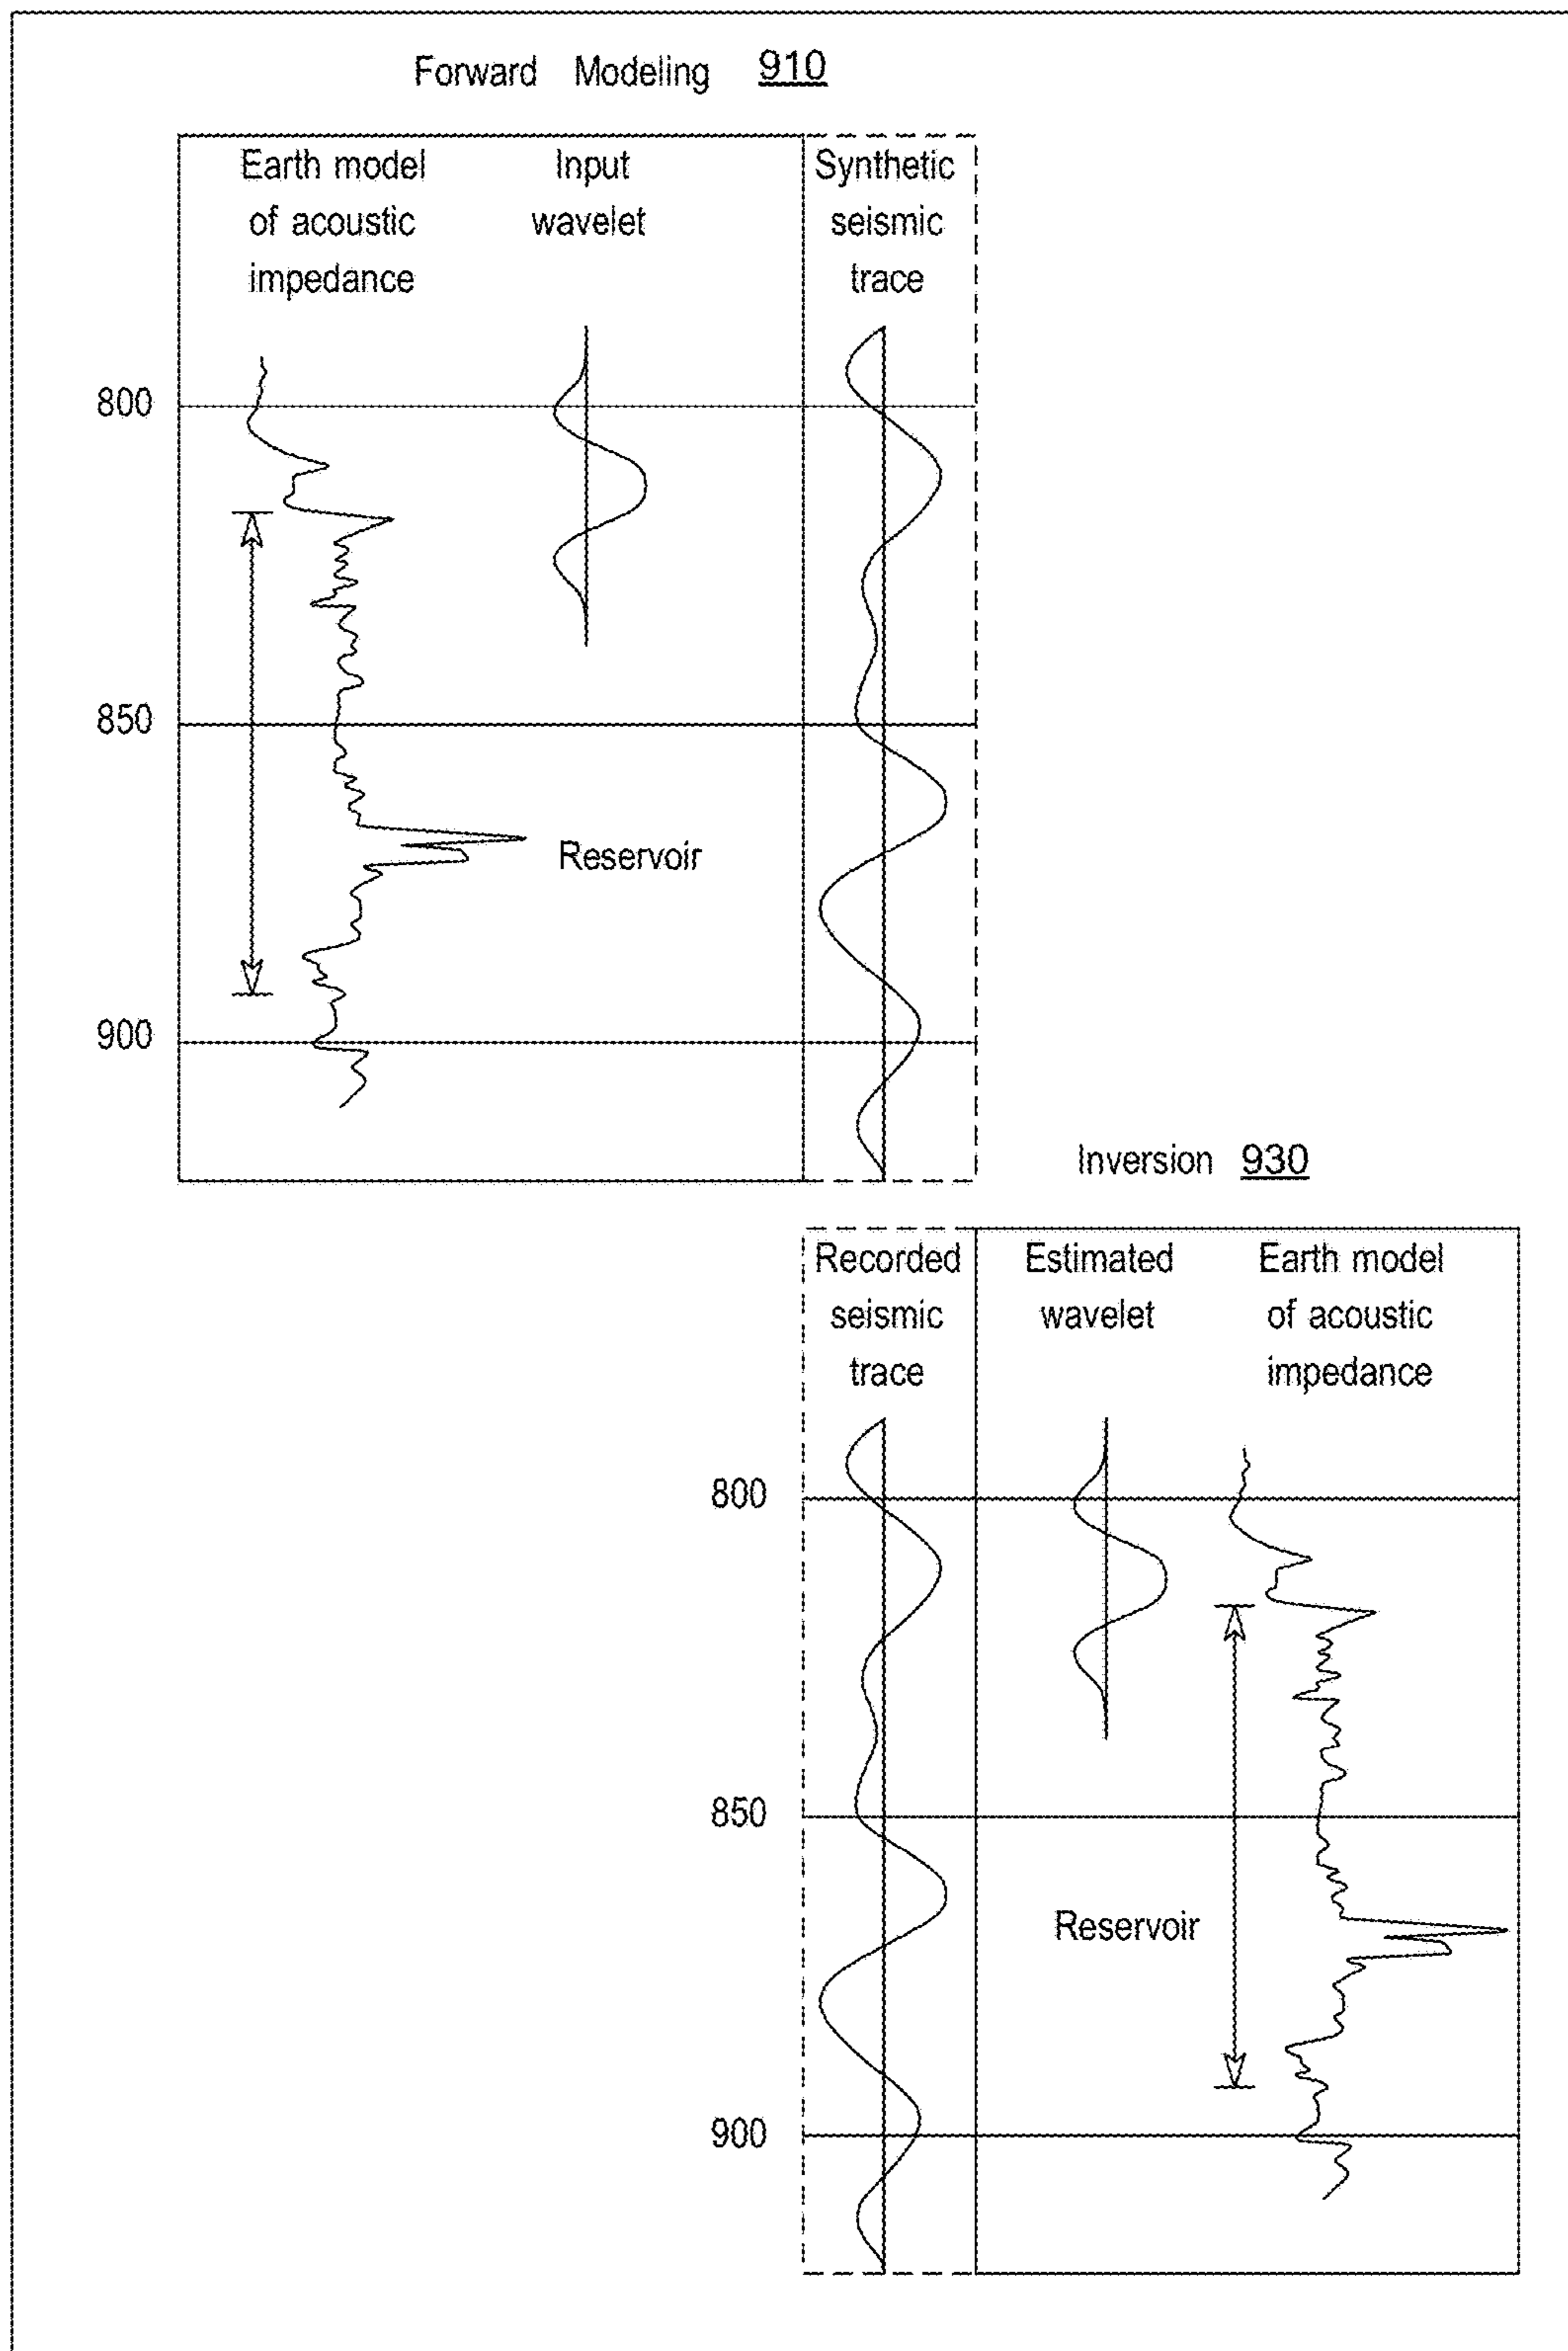 Forward Modeling 910
Earth model
of acoustic
impedance
Input
wavelet
Synthetic
seismic
trace
800
850
Reservoir
900
Inversion 930
Recorded
seismic
trace
Estimated
wavelet
Earth model
of acoustic
impedance
800
850
Reservoir
900